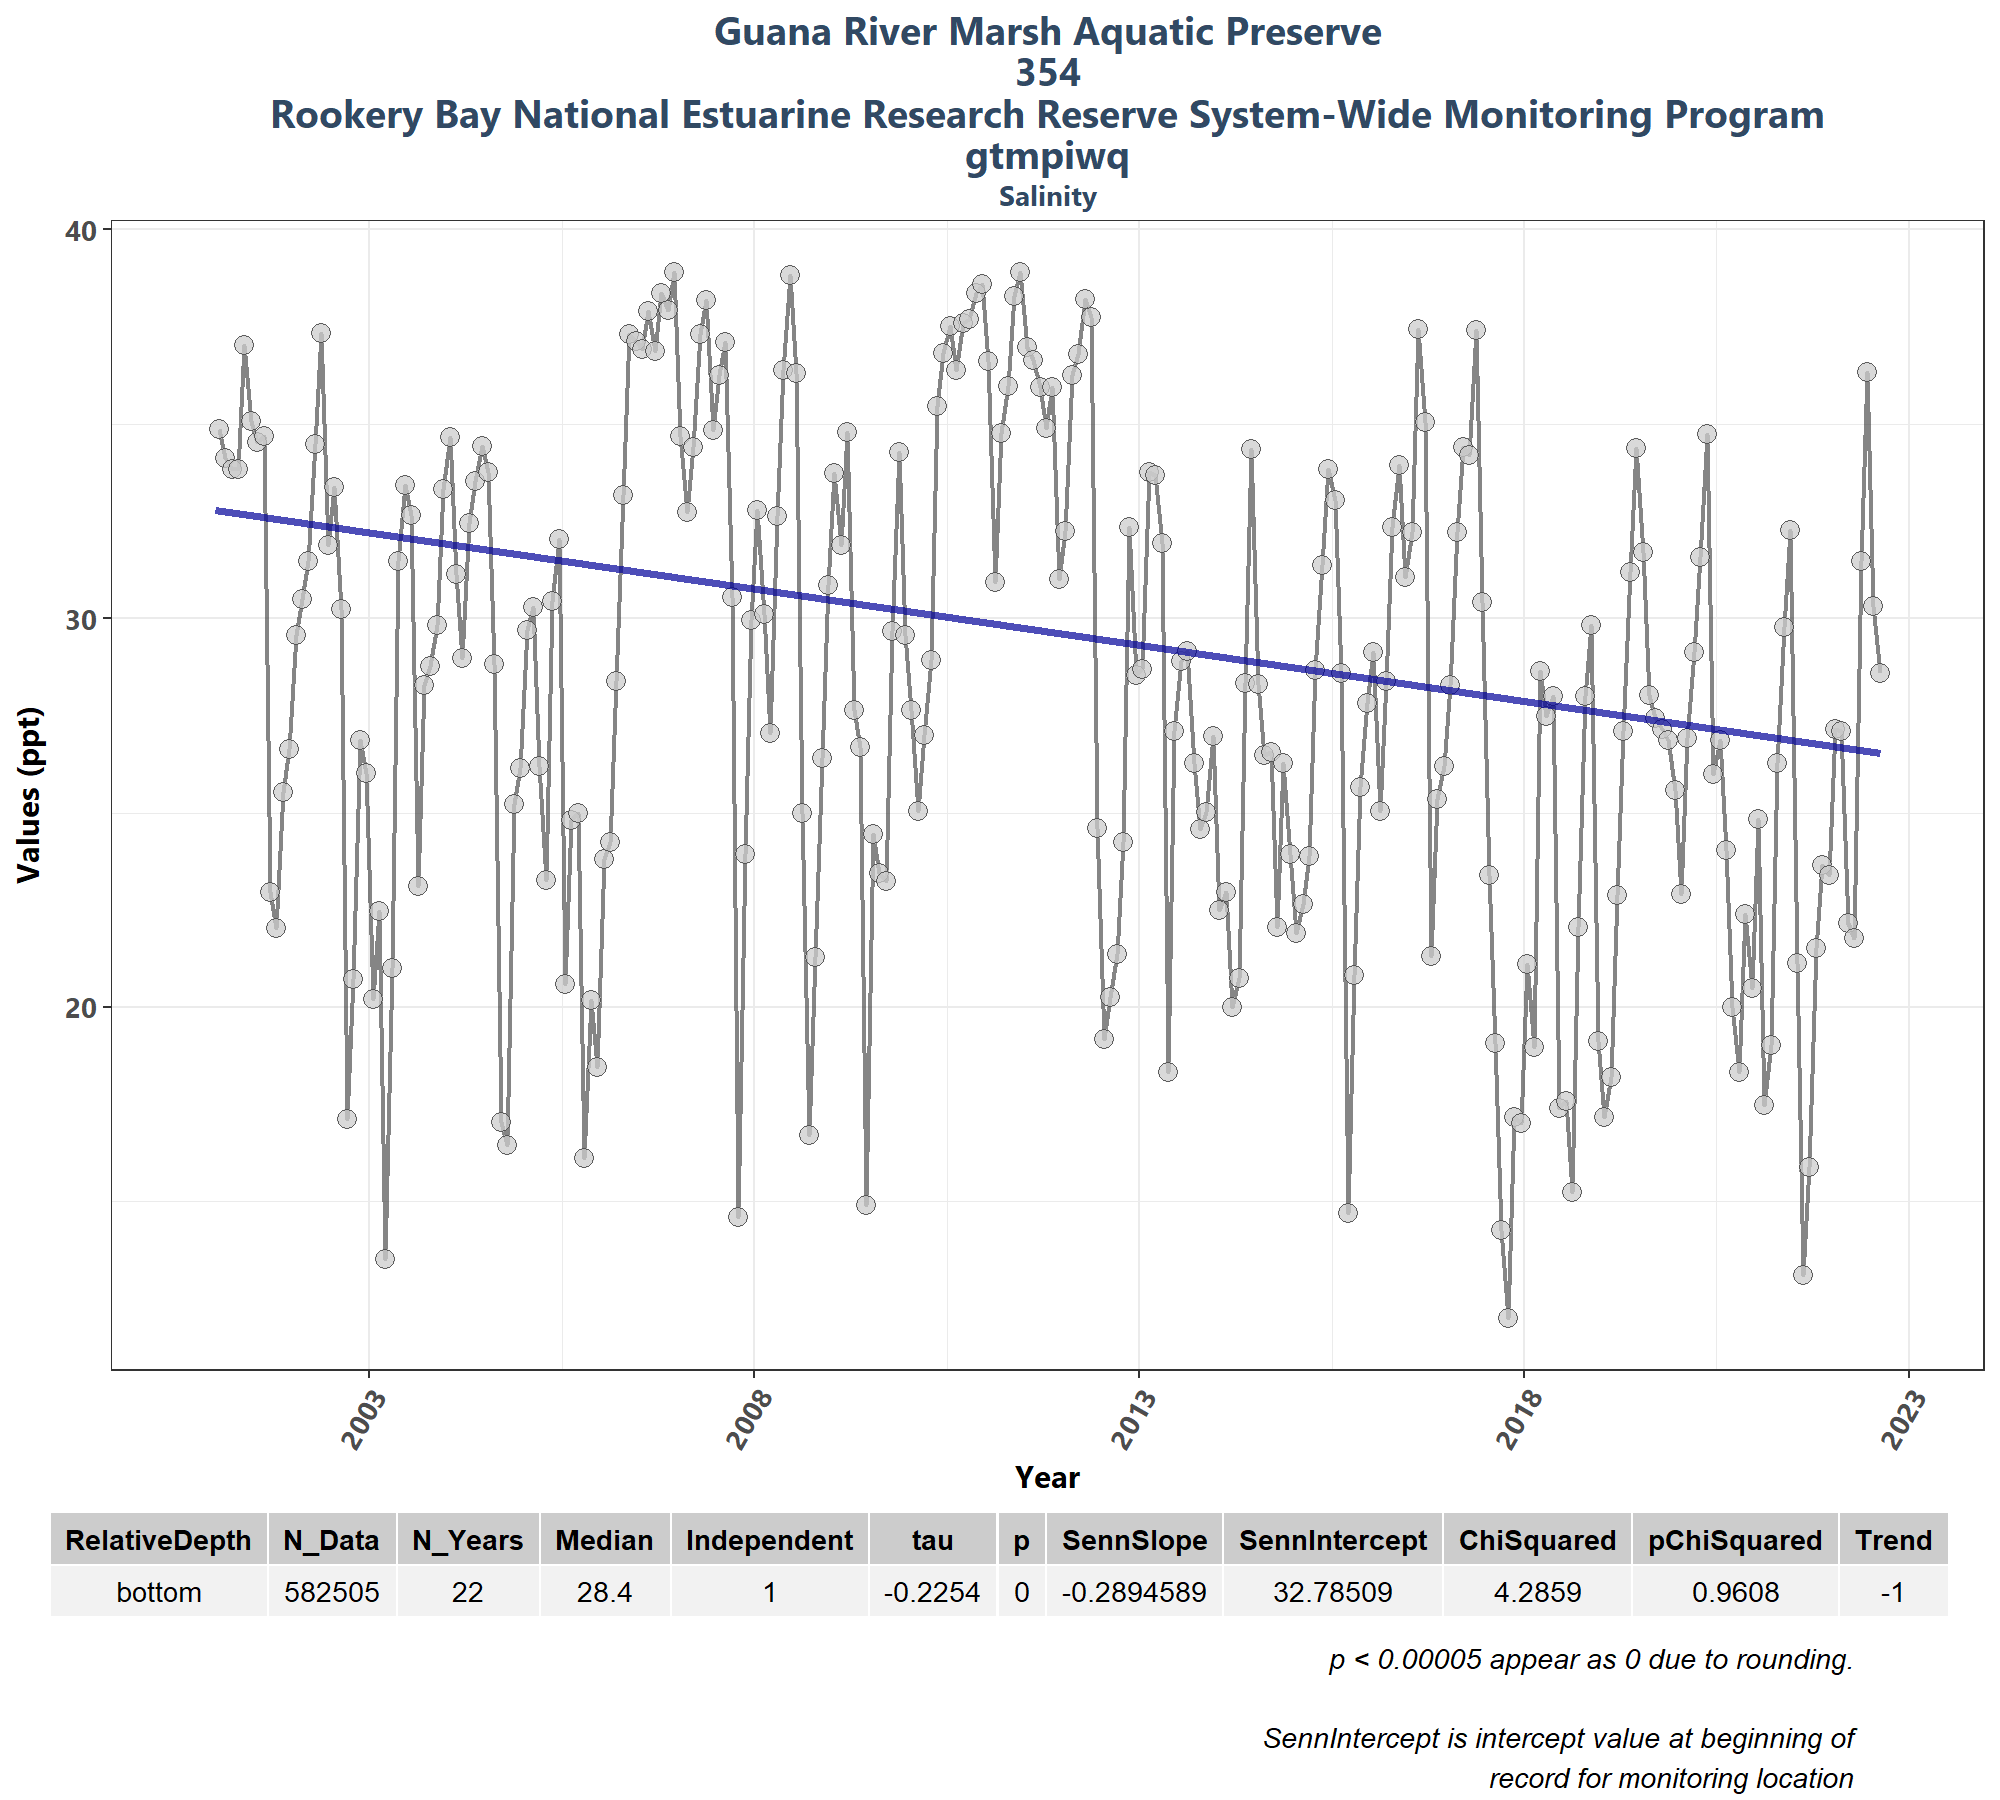 Guana River Marsh Aquatic Preserve
354
Rookery Bay National Estuarine Research Reserve System-Wide Monitoring Program
gtmpiwq
Salinity
40
30
20
Values (ppt)
2003
2008
2013
2018
2023
Year
RelativeDepth N_Data N_Years Median Independent tau p SennSlope SennIntercept ChiSquared pChiSquared Trend
bottom 582505 22 28.4 1 -0.2254 0 -0.2894589 32.78509 4.2859 0.9608 -1
p < 0.00005 appear as 0 due to rounding.
SennIntercept is intercept value at beginning of
record for monitoring location